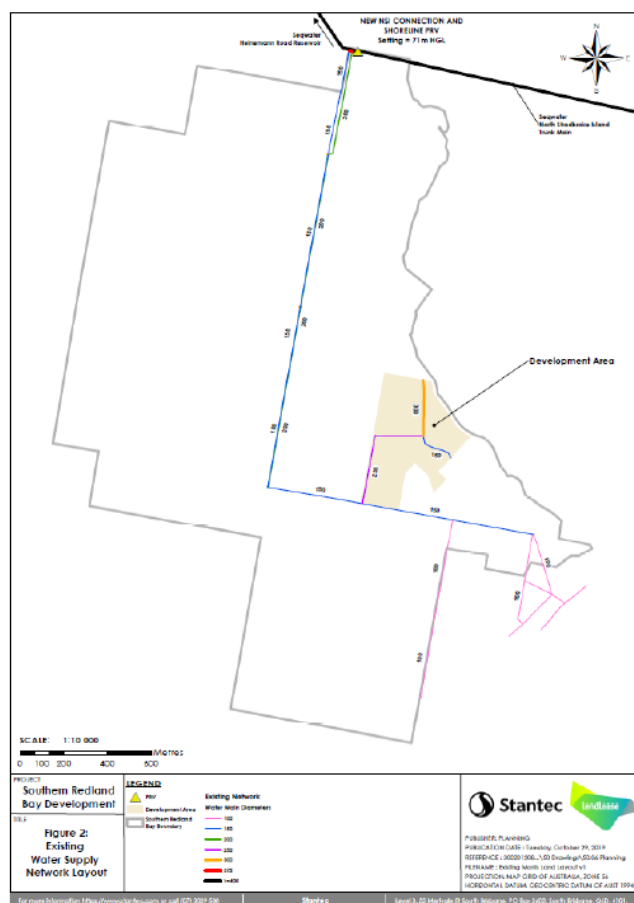 NEW NSI CONNECTION AND
SHORELINE PRV
Setting = 71m HGL
Seqwater
Heinemann Road Reservoir
N
W
E
Seqwater
North Stradbroke Island
Trunk Main
150
200
150
150
200
150
200
150
200
Development Area
300
150
250
150
150
100
100
100
100
SCALE: 1:10 000
0 100 200 400 600
Metres
PROJECT
Southern Redland
Bay Development
TITLE
Figure 2:
Existing
Water Supply
Network Layout
LEGEND
PRV
Development Area
Southern Redland
Bay Boundary
Existing Network
Water Main Diameters
100
150
200
250
300
375
Stantec
lendlease
PUBLISHER: PLANNING
PUBLICATION DATE : Tuesday, October 29, 2019
FILENAME : Existing Mains Land Layout v1
PROJECTION: MAP GRID OF AUSTRALIA, ZONE 56
HORIZONTAL DATUM: GEOCENTRIC DATUM OF AUST 1994
Stantec